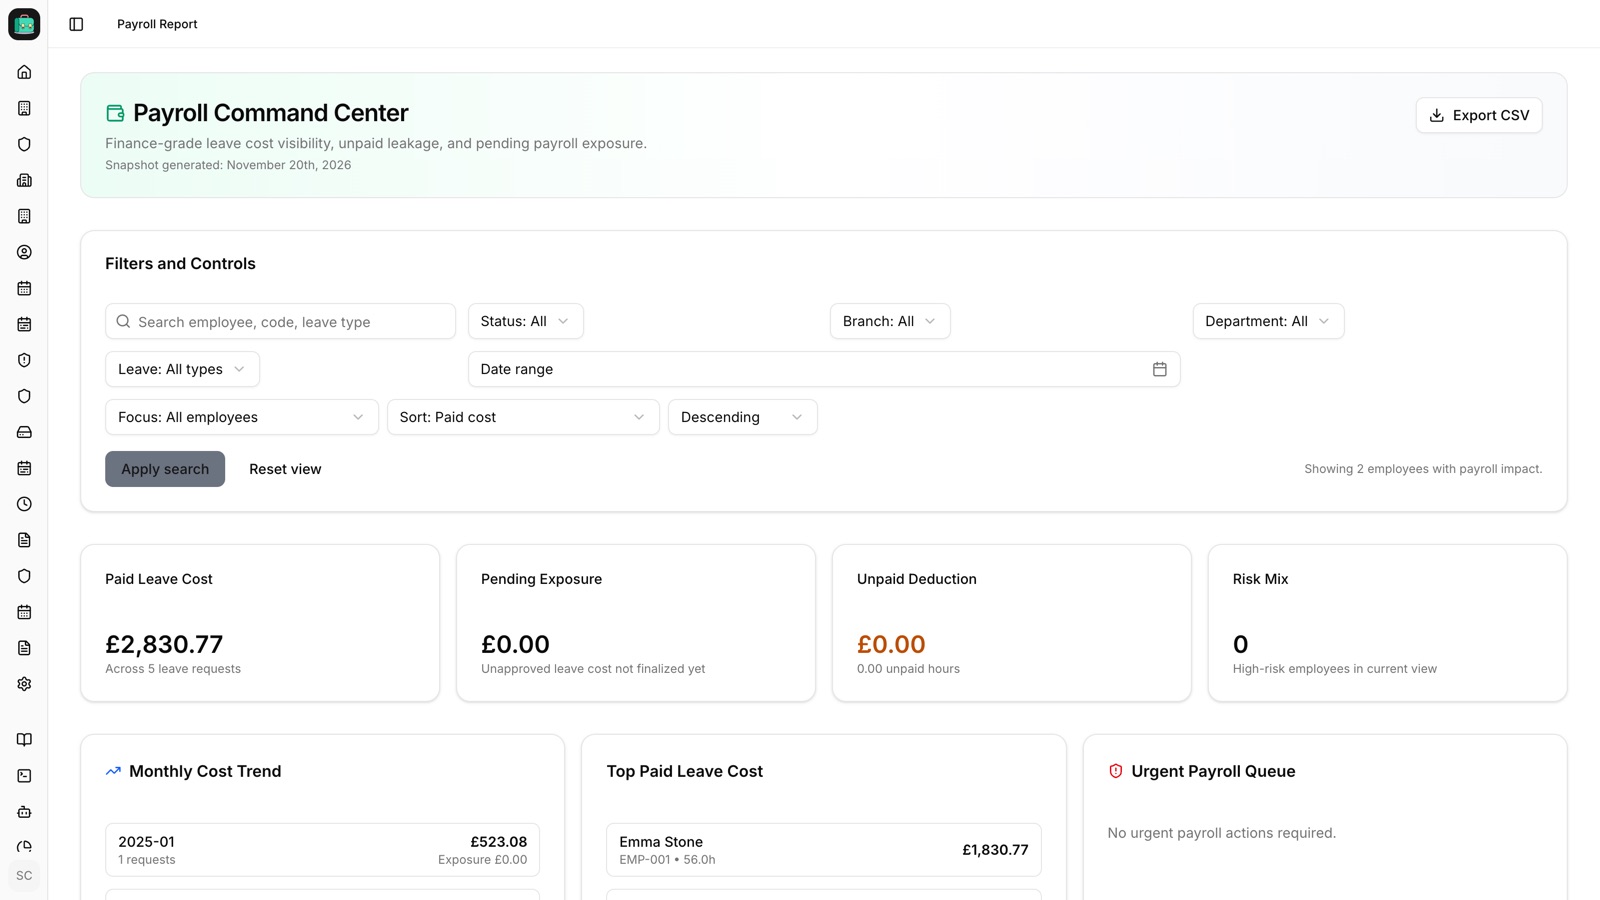 Payroll Report
Payroll Command Center
Export CSV
Finance-grade leave cost visibility, unpaid leakage, and pending payroll exposure.
Snapshot generated: November 20th, 2026
Filters and Controls
Search employee, code, leave type
Status: All
Branch: All
Department: All
Leave: All types
Date range
Focus: All employees
Sort: Paid cost
Descending
Apply search
Reset view
Showing 2 employees with payroll impact.
Paid Leave Cost
£2,830.77
Across 5 leave requests
Pending Exposure
£0.00
Unapproved leave cost not finalized yet
Unpaid Deduction
£0.00
0.00 unpaid hours
Risk Mix
0
High-risk employees in current view
Monthly Cost Trend
2025-01
£523.08
1 requests
Exposure £0.00
Top Paid Leave Cost
Emma Stone
EMP-001 • 56.0h
£1,830.77
Urgent Payroll Queue
No urgent payroll actions required.
SC